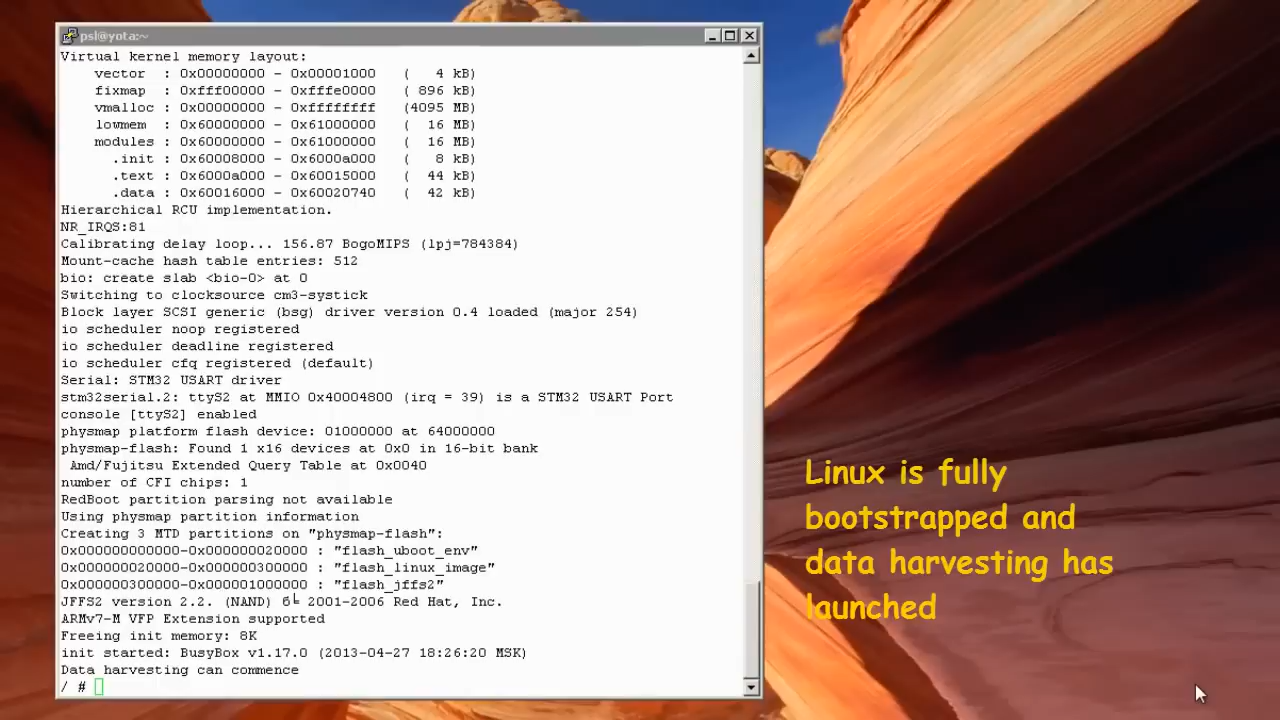 psl@yota:~
Virtual kernel memory layout:
vector : 0x00000000 - 0x00001000 ( 4 kB)
fixmap : 0xfff00000 - 0xfffe0000 ( 896 kB)
vmalloc : 0x00000000 - 0xffffffff (4095 MB)
lowmem : 0x60000000 - 0x61000000 ( 16 MB)
modules : 0x60000000 - 0x61000000 ( 16 MB)
.init : 0x60008000 - 0x6000a000 ( 8 kB)
.text : 0x6000a000 - 0x60015000 ( 44 kB)
.data : 0x60016000 - 0x60020740 ( 42 kB)
Hierarchical RCU implementation.
NR_IRQS:81
Calibrating delay loop... 156.87 BogoMIPS (lpj=784384)
Mount-cache hash table entries: 512
bio: create slab <bio-0> at 0
Switching to clocksource cm3-systick
Block layer SCSI generic (bsg) driver version 0.4 loaded (major 254)
io scheduler noop registered
io scheduler deadline registered
io scheduler cfq registered (default)
Serial: STM32 USART driver
stm32serial.2: ttyS2 at MMIO 0x40004800 (irq = 39) is a STM32 USART Port
console [ttyS2] enabled
physmap platform flash device: 01000000 at 64000000
physmap-flash: Found 1 x16 devices at 0x0 in 16-bit bank
Amd/Fujitsu Extended Query Table at 0x0040
number of CFI chips: 1
RedBoot partition parsing not available
Using physmap partition information
Creating 3 MTD partitions on "physmap-flash":
0x000000000000-0x000000020000 : "flash_uboot_env"
0x000000020000-0x000000300000 : "flash_linux_image"
0x000000300000-0x000001000000 : "flash_jffs2"
JFFS2 version 2.2. (NAND) б╘ 2001-2006 Red Hat, Inc.
ARMv7-M VFP Extension supported
Freeing init memory: 8K
init started: BusyBox v1.17.0 (2013-04-27 18:26:20 MSK)
Data harvesting can commence
/ #
Linux is fully
bootstrapped and
data harvesting has
launched